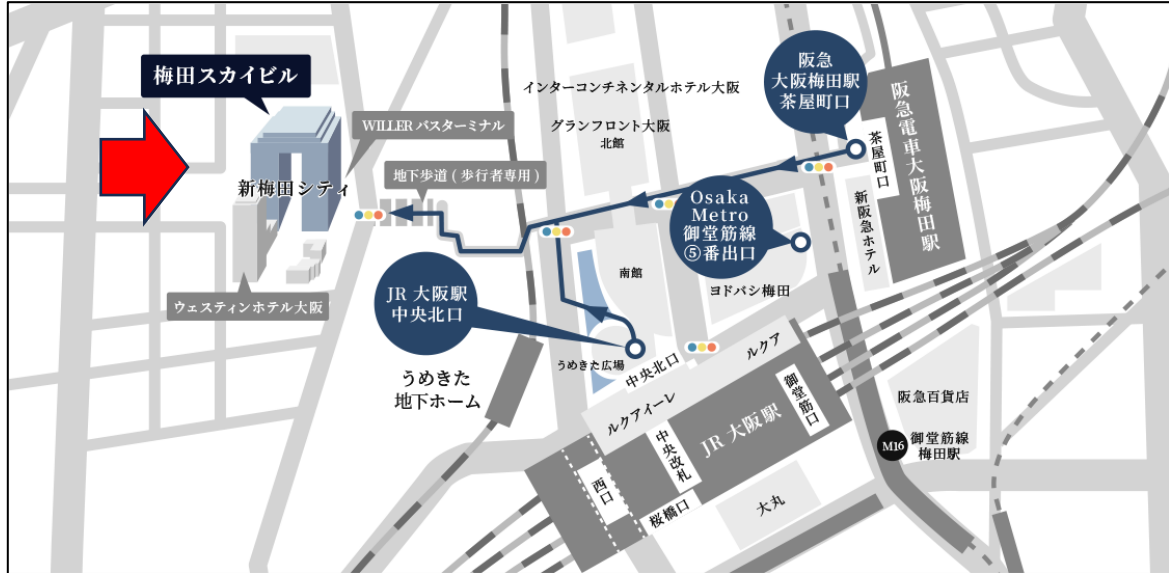 梅田スカイビル
WILLER バスターミナル
地下歩道 ( 歩行者専用 )
新梅田シティ
ウェスティンホテル大阪
インターコンチネンタルホテル大阪
グランフロント大阪
北館
阪急
大阪梅田駅
茶屋町口
阪急電車大阪梅田駅
茶屋町口
新阪急ホテル
Osaka
Metro
御堂筋線
⑤番出口
ヨドバシ梅田
南館
JR 大阪駅
中央北口
うめきた広場
うめきた
地下ホーム
中央北口
ルクア
ルクアイーレ
御堂筋口
JR 大阪駅
中央改札
西口
桜橋口
大丸
阪急百貨店
M16
御堂筋線
梅田駅